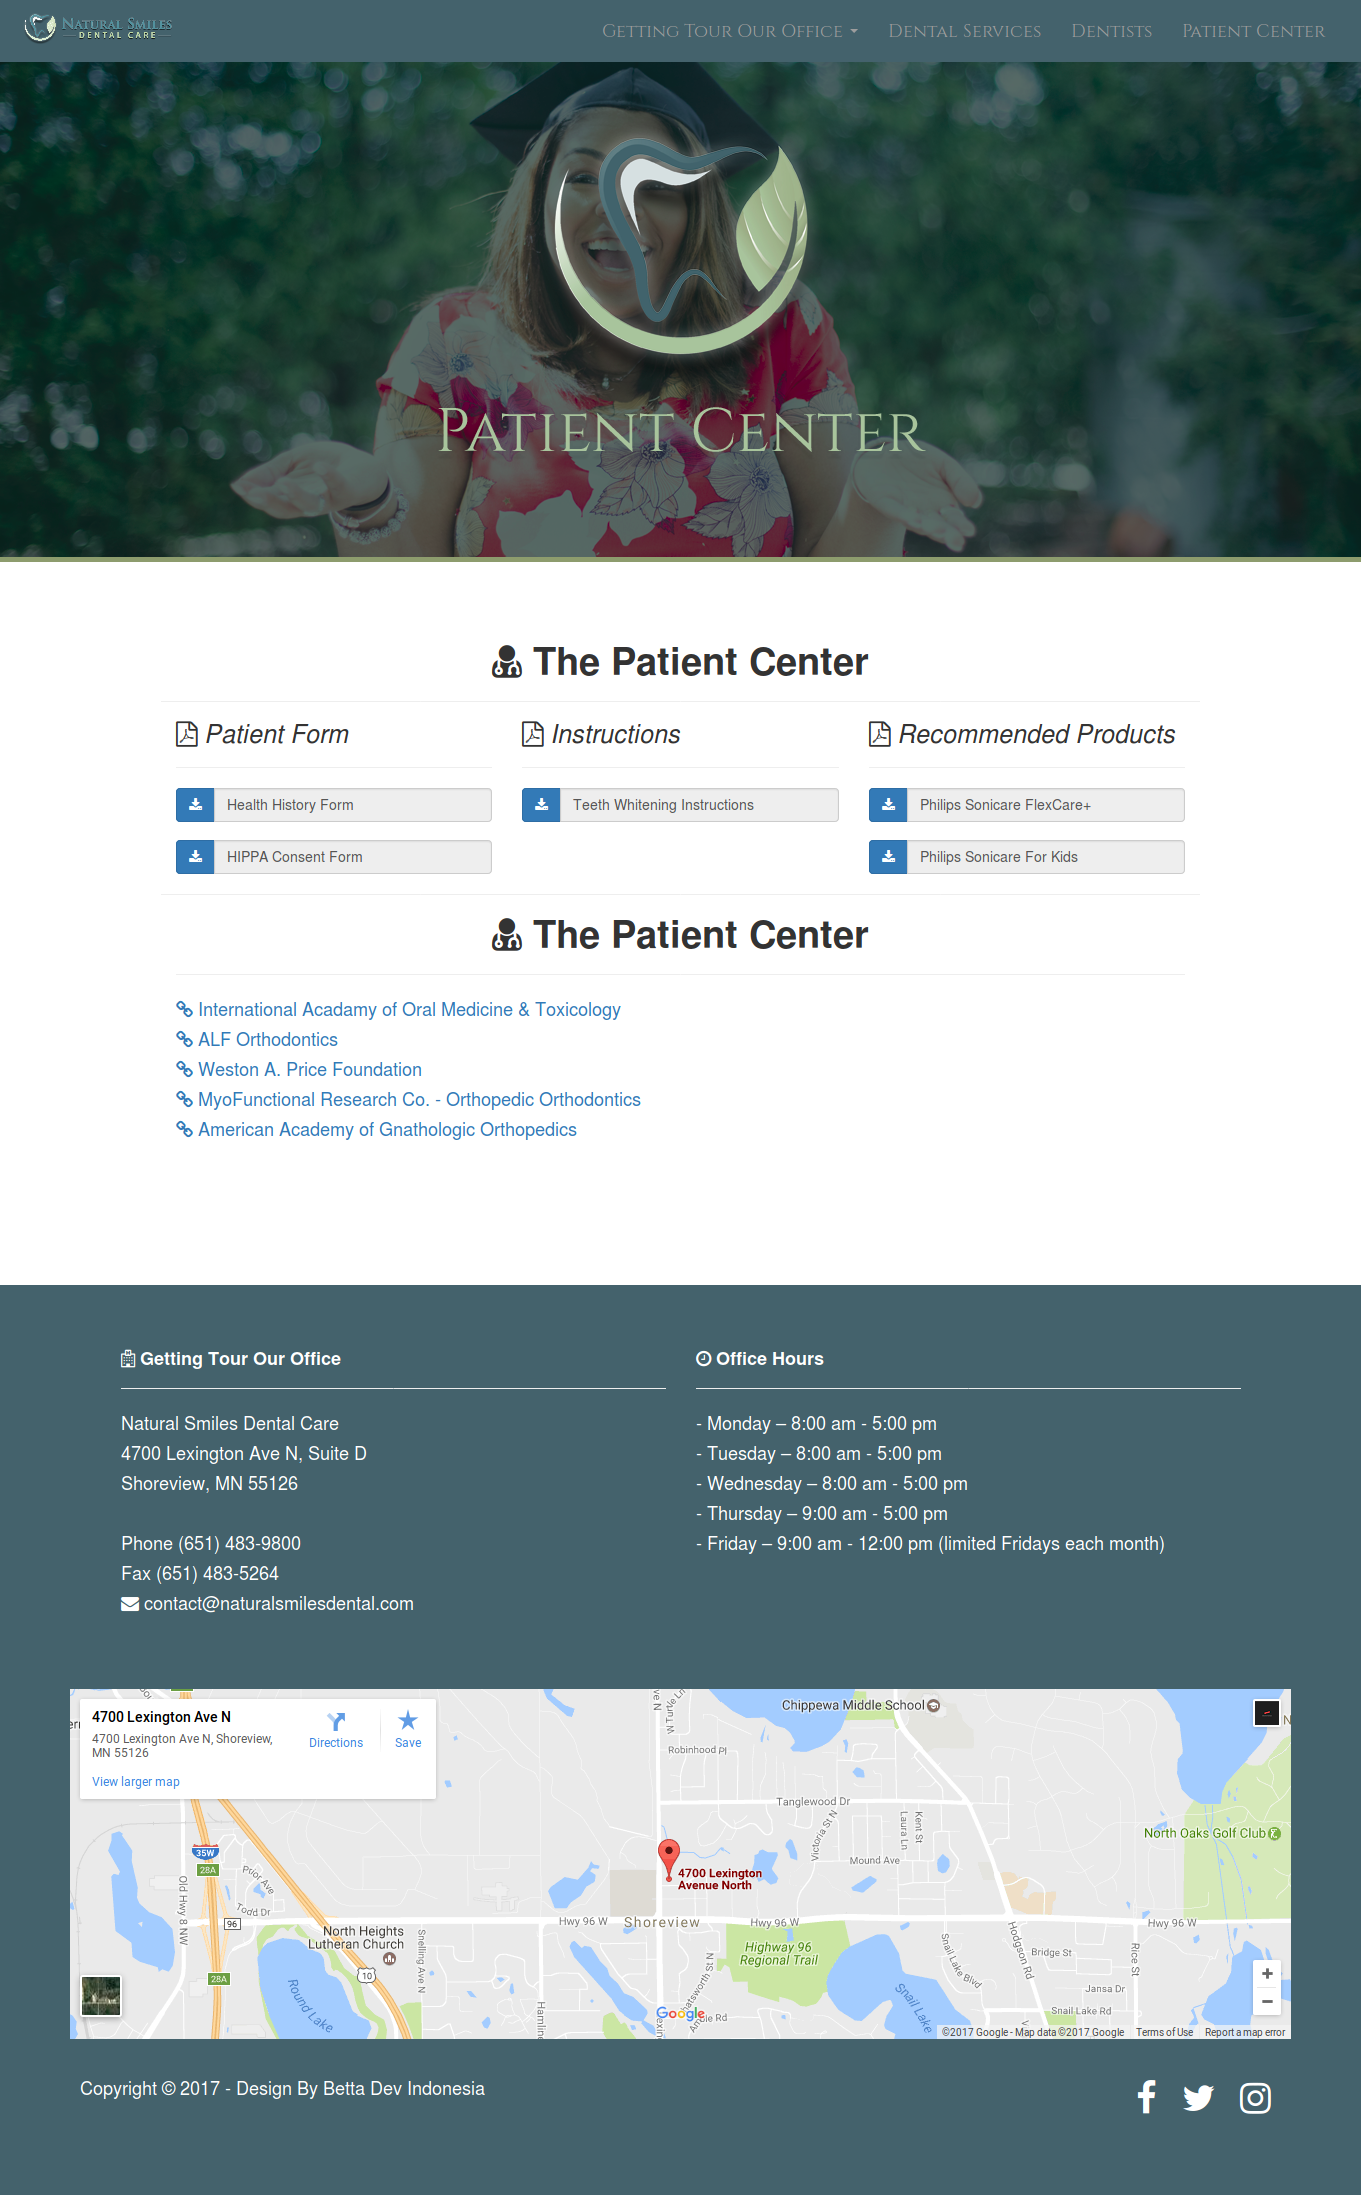 Natural Smiles
Dental Care
Getting Tour Our Office
Dental Services
Dentists
Patient Center
Patient Center
The Patient Center
Patient Form
Health History Form
HIPPA Consent Form
Instructions
Teeth Whitening Instructions
Recommended Products
Philips Sonicare FlexCare+
Philips Sonicare For Kids
The Patient Center
International Acadamy of Oral Medicine & Toxicology
ALF Orthodontics
Weston A. Price Foundation
MyoFunctional Research Co. - Orthopedic Orthodontics
American Academy of Gnathologic Orthopedics
Getting Tour Our Office
Natural Smiles Dental Care
4700 Lexington Ave N, Suite D
Shoreview, MN 55126
Phone (651) 483-9800
Fax (651) 483-5264
contact@naturalsmilesdental.com
Office Hours
- Monday – 8:00 am - 5:00 pm
- Tuesday – 8:00 am - 5:00 pm
- Wednesday – 8:00 am - 5:00 pm
- Thursday – 9:00 am - 5:00 pm
- Friday – 9:00 am - 12:00 pm (limited Fridays each month)
4700 Lexington Ave N
4700 Lexington Ave N, Shoreview,
MN 55126
View larger map
Directions
Save
Chippewa Middle School
Robinhood Pl
Tanglewood Dr
Victoria St N
Laura Ln
Kent St
Mound Ave
North Oaks Golf Club
35W
28A
Prior Ave
Old Hwy 8 NW
Todd Dr
96
4700 Lexington
Avenue North
North Heights
Lutheran Church
Snelling Ave N
Hwy 96 W
Shoreview
Hwy 96 W
Hwy 96 W
Highway 96
Regional Trail
Snail Lake Blvd
Hodgson Rd
Bridge St
Rice St
Jansa Dr
Snail Lake Rd
Snail Lake
10
28A
Round Lake
Google
©2017 Google - Map data ©2017 Google
Terms of Use
Report a map error
Copyright © 2017 - Design By Betta Dev Indonesia